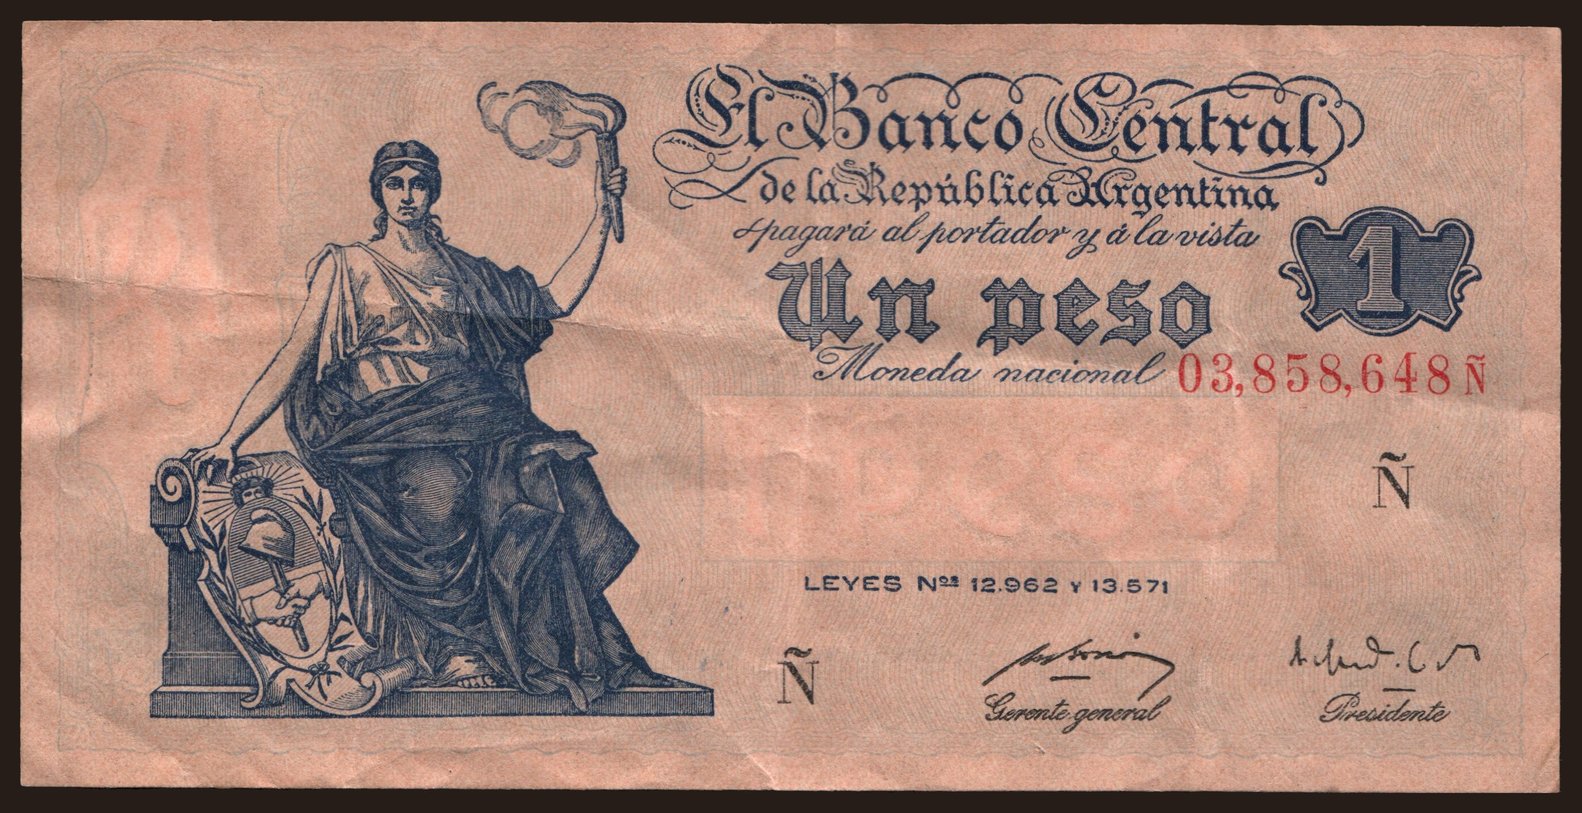 El Banco Central
de la República Argentina
pagará al portador y á la vista
Un peso
1
Moneda nacional
03,858,648 Ñ
Ñ
LEYES Nos 12.962 Y 13.571
Ñ
Gerente general
Presidente